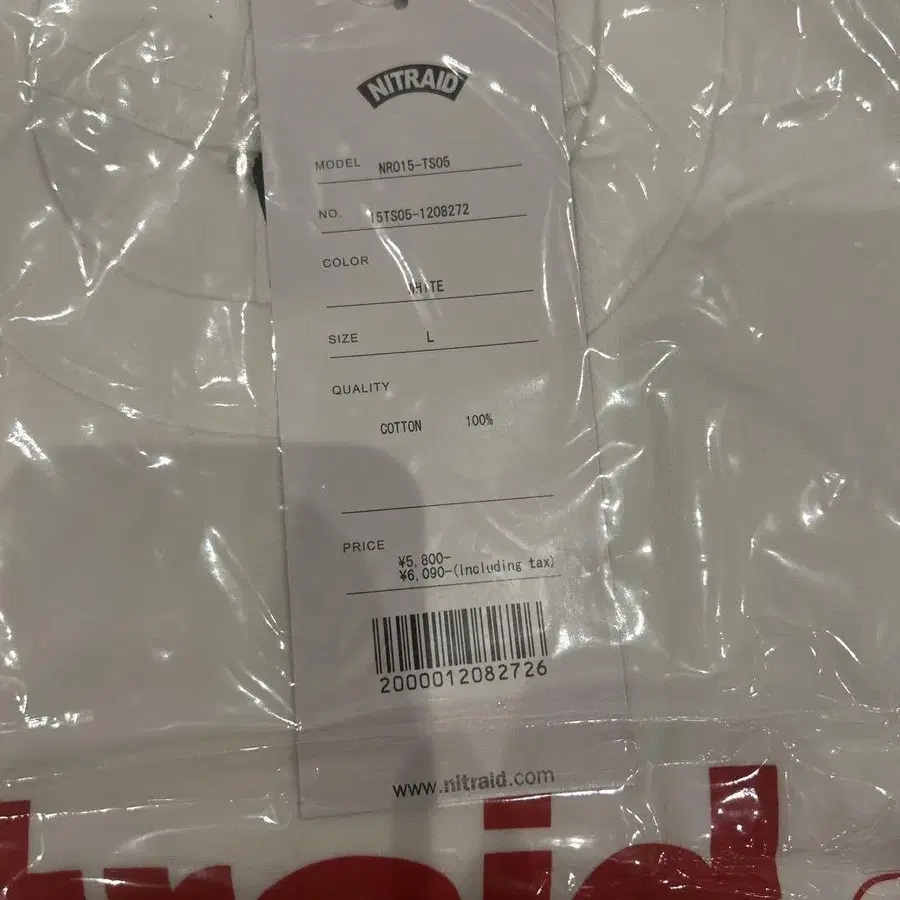 NITRAID
MODEL NR015-TS05
NO. 15TS05-1208272
COLOR
WHITE
SIZE L
QUALITY
COTTON 100%
PRICE
¥5,800-
¥6,090-(Including tax)
2000012082726
www.nitraid.com
traid